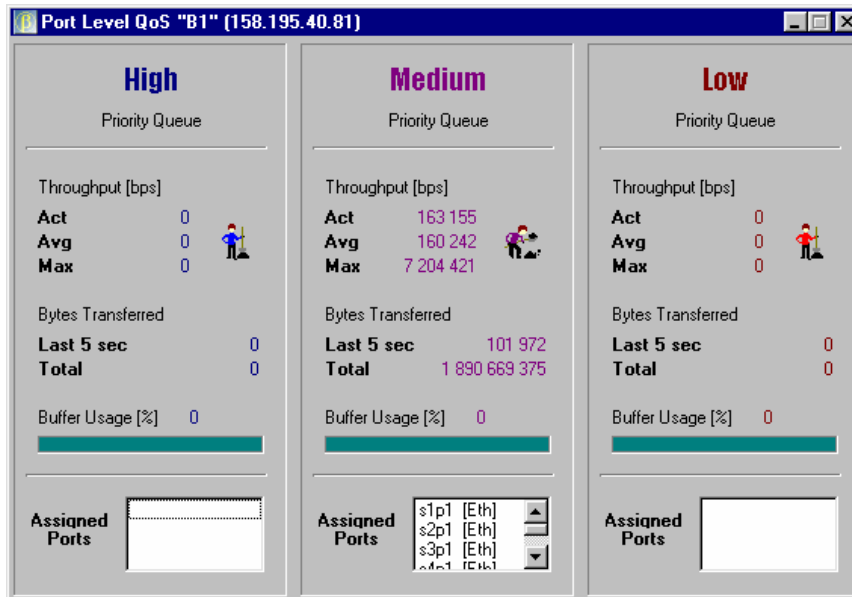 Port Level QoS "B1" (158.195.40.81)
High
Priority Queue
Throughput [bps]
Act 0
Avg 0
Max 0
Bytes Transferred
Last 5 sec 0
Total 0
Buffer Usage [%] 0
Assigned
Ports
Medium
Priority Queue
Throughput [bps]
Act 163 155
Avg 160 242
Max 7 204 421
Bytes Transferred
Last 5 sec 101 972
Total 1 890 669 375
Buffer Usage [%] 0
Assigned
Ports
s1p1 [Eth]
s2p1 [Eth]
s3p1 [Eth]
s4p1 [Eth]
Low
Priority Queue
Throughput [bps]
Act 0
Avg 0
Max 0
Bytes Transferred
Last 5 sec 0
Total 0
Buffer Usage [%] 0
Assigned
Ports